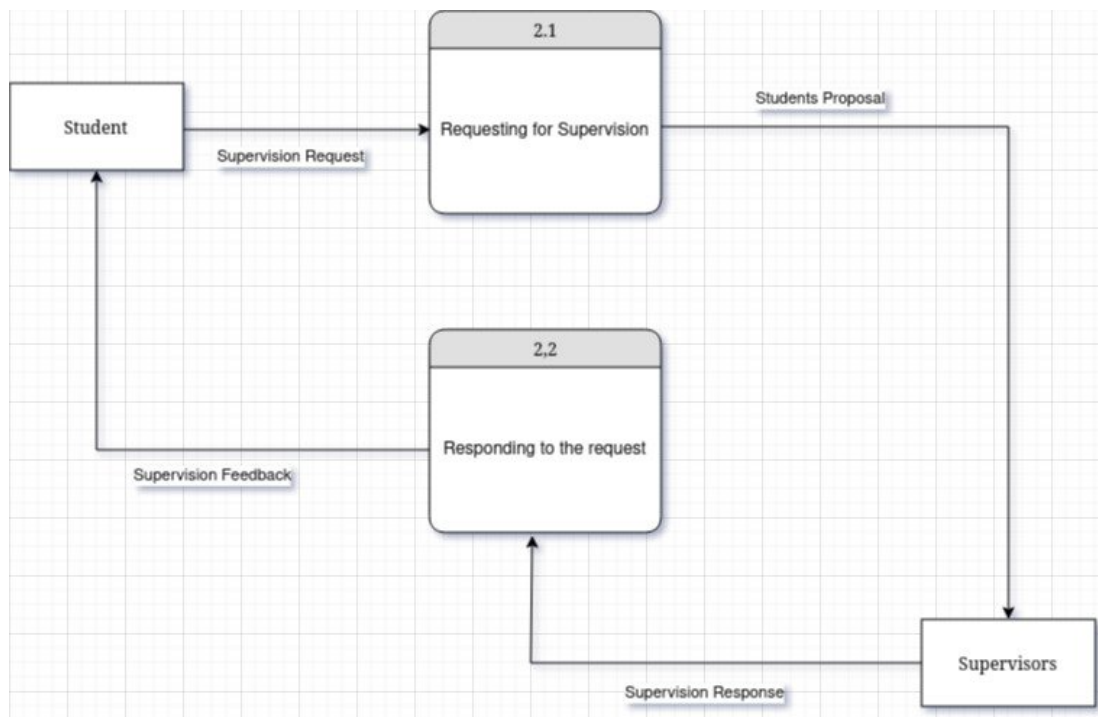 2.1
Students Proposal
Student
Requesting for Supervision
Supervision Request
2,2
Responding to the request
Supervision Feedback
Supervisors
Supervision Response